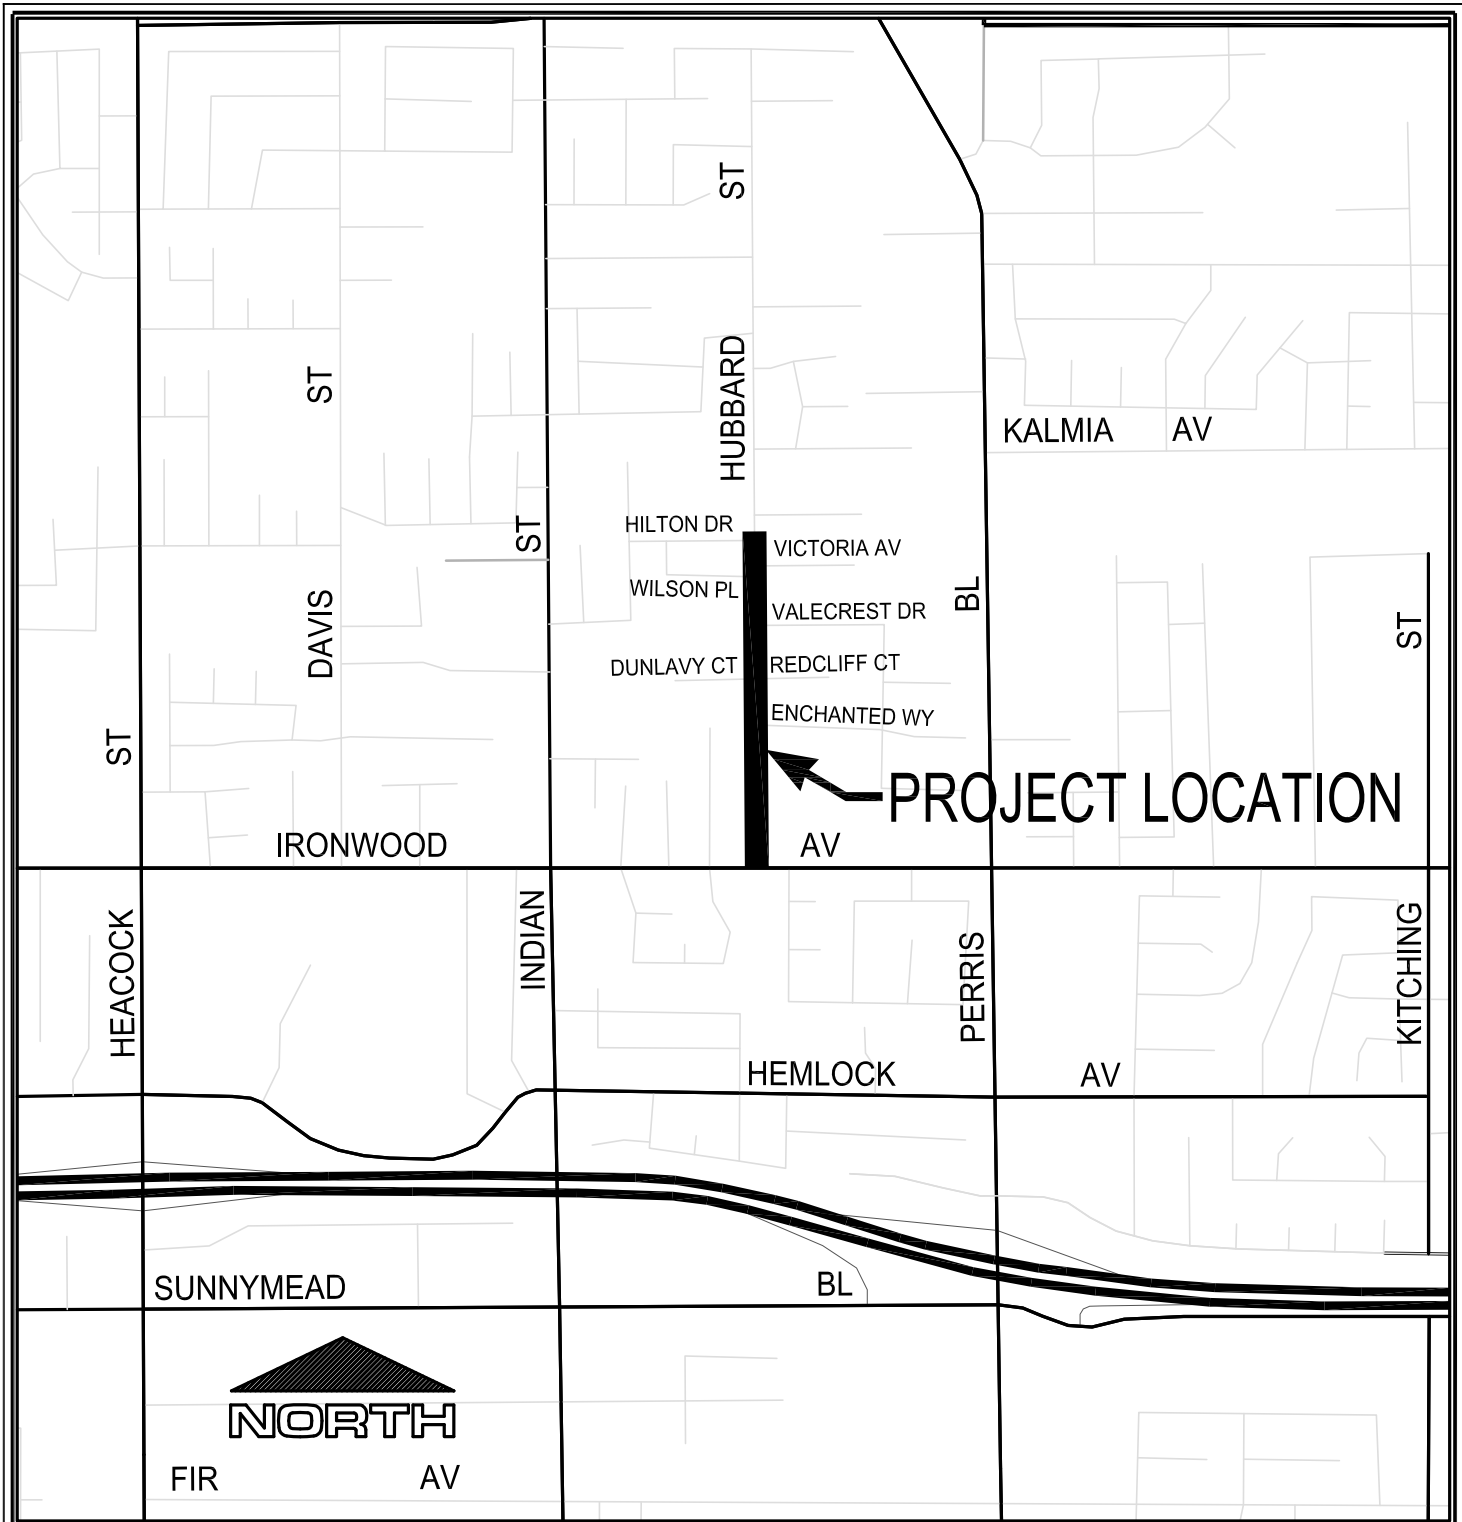 HUBBARD ST
KALMIA AV
DAVIS ST
HILTON DR
VICTORIA AV
WILSON PL
VALECREST DR
DUNLAVY CT
REDCLIFF CT
ENCHANTED WY
PROJECT LOCATION
IRONWOOD AV
HEACOCK ST
INDIAN ST
PERRIS BL
KITCHING ST
HEMLOCK AV
SUNNYMEAD BL
NORTH
FIR AV